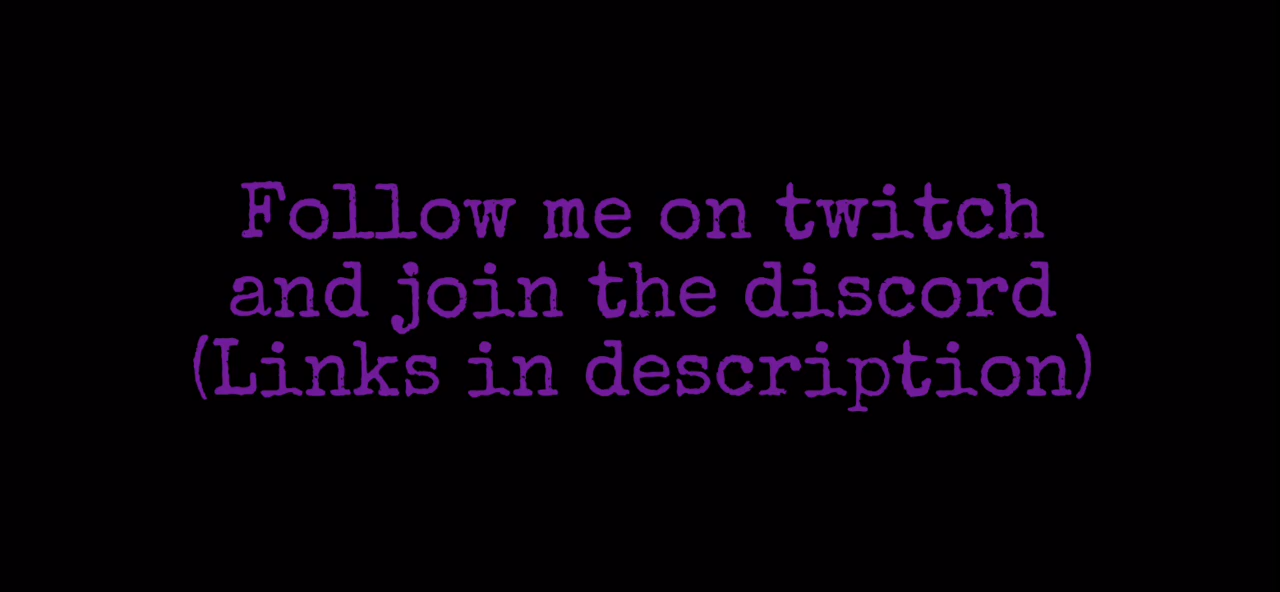 Follow me on twitch
and join the discord
(Links in description)